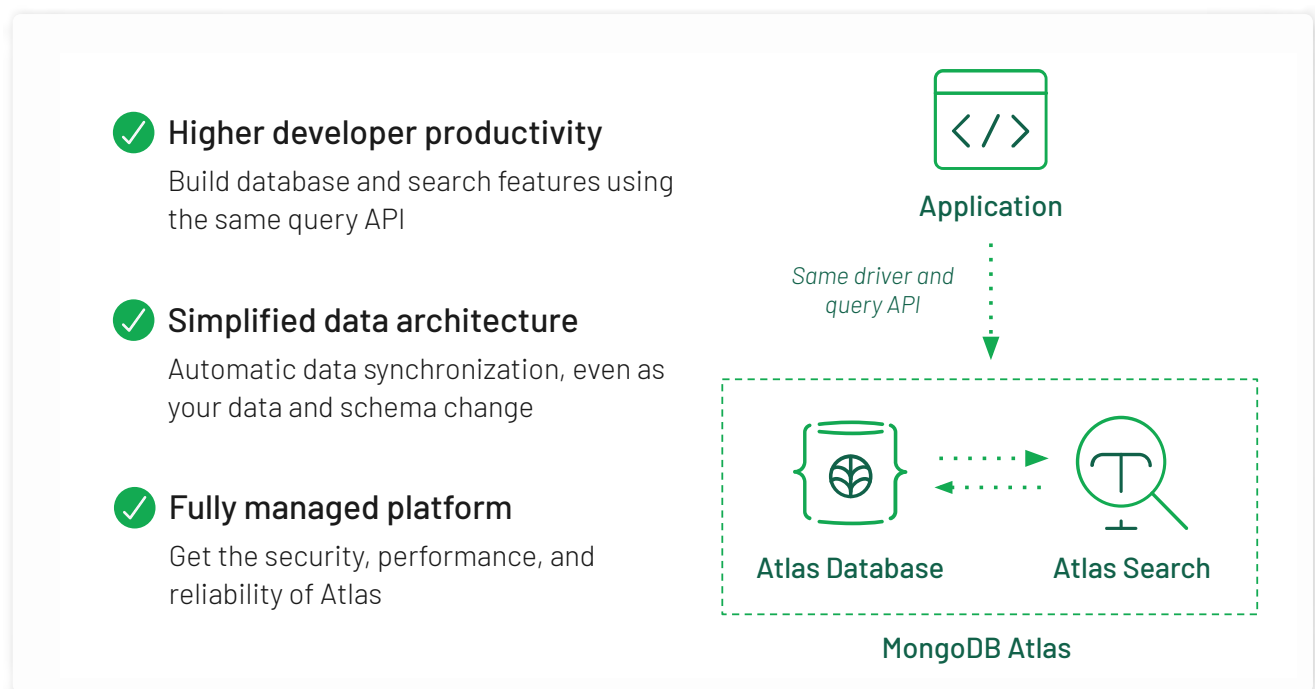 Higher developer productivity
Build database and search features using
the same query API
Simplified data architecture
Automatic data synchronization, even as
your data and schema change
Fully managed platform
Get the security, performance, and
reliability of Atlas
</>
Application
Same driver and
query API
Atlas Database
Atlas Search
MongoDB Atlas